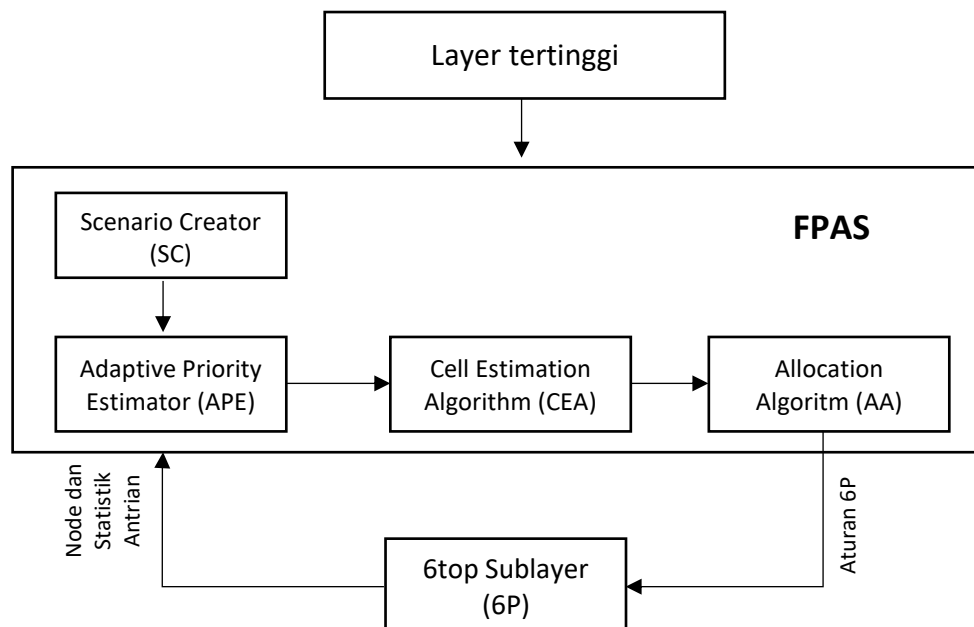 Layer tertinggi
FPAS
Scenario Creator
(SC)
Adaptive Priority
Estimator (APE)
Cell Estimation
Algorithm (CEA)
Allocation
Algoritm (AA)
Node dan
Statistik
Antrian
Aturan 6P
6top Sublayer
(6P)